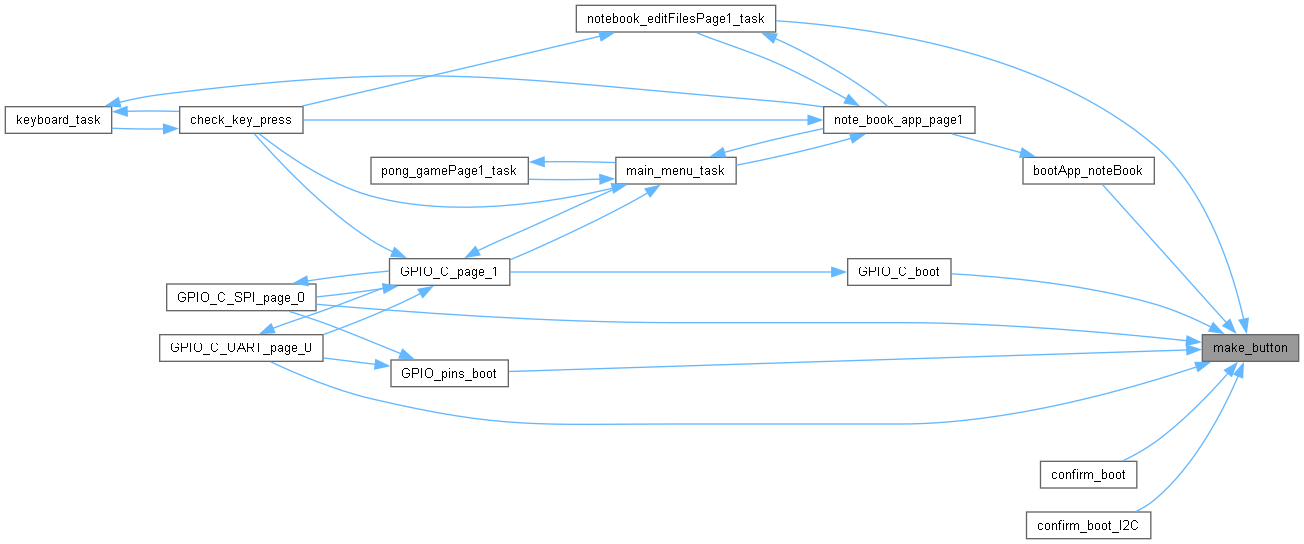 notebook_editFilesPage1_task
keyboard_task
check_key_press
note_book_app_page1
pong_gamePage1_task
main_menu_task
bootApp_noteBook
GPIO_C_page_1
GPIO_C_boot
GPIO_C_SPI_page_0
GPIO_C_UART_page_0
make_button
GPIO_pins_boot
confirm_boot
confirm_boot_I2C